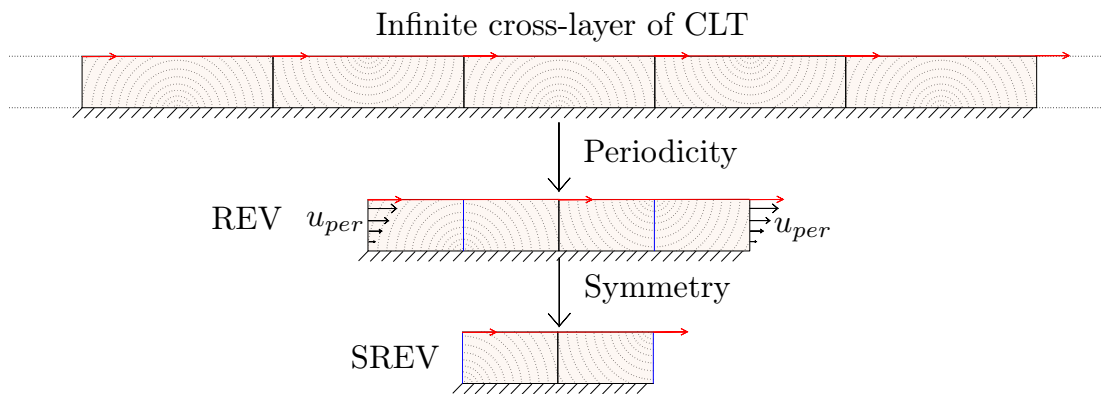 Infinite cross-layer of CLT
Periodicity
REV u_per u_per
Symmetry
SREV